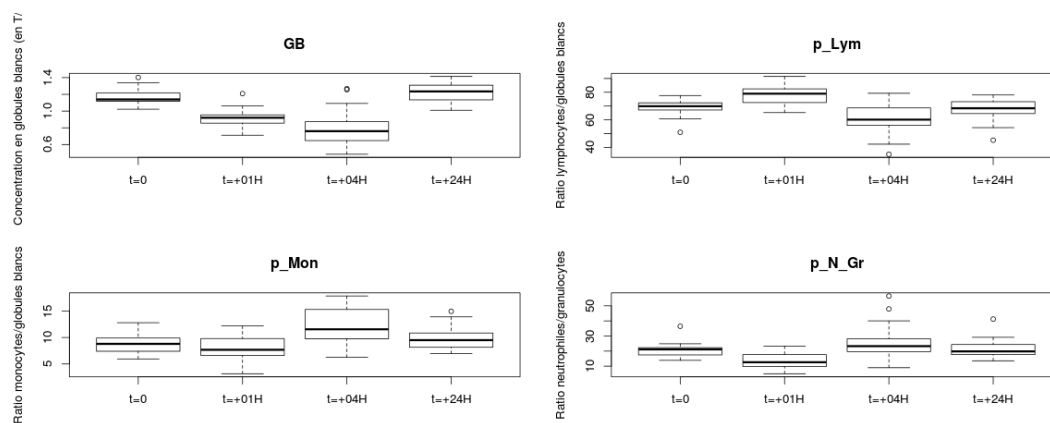 GB
Concentration en globules blancs (en T/
1.4
1.0
0.6
t=0 t=+01H t=+04H t=+24H
p_Lym
Ratio lymphocytes/globules blancs
80
60
40
t=0 t=+01H t=+04H t=+24H
p_Mon
Ratio monocytes/globules blancs
15
10
5
t=0 t=+01H t=+04H t=+24H
p_N_Gr
Ratio neutrophiles/granulocytes
50
30
10
t=0 t=+01H t=+04H t=+24H